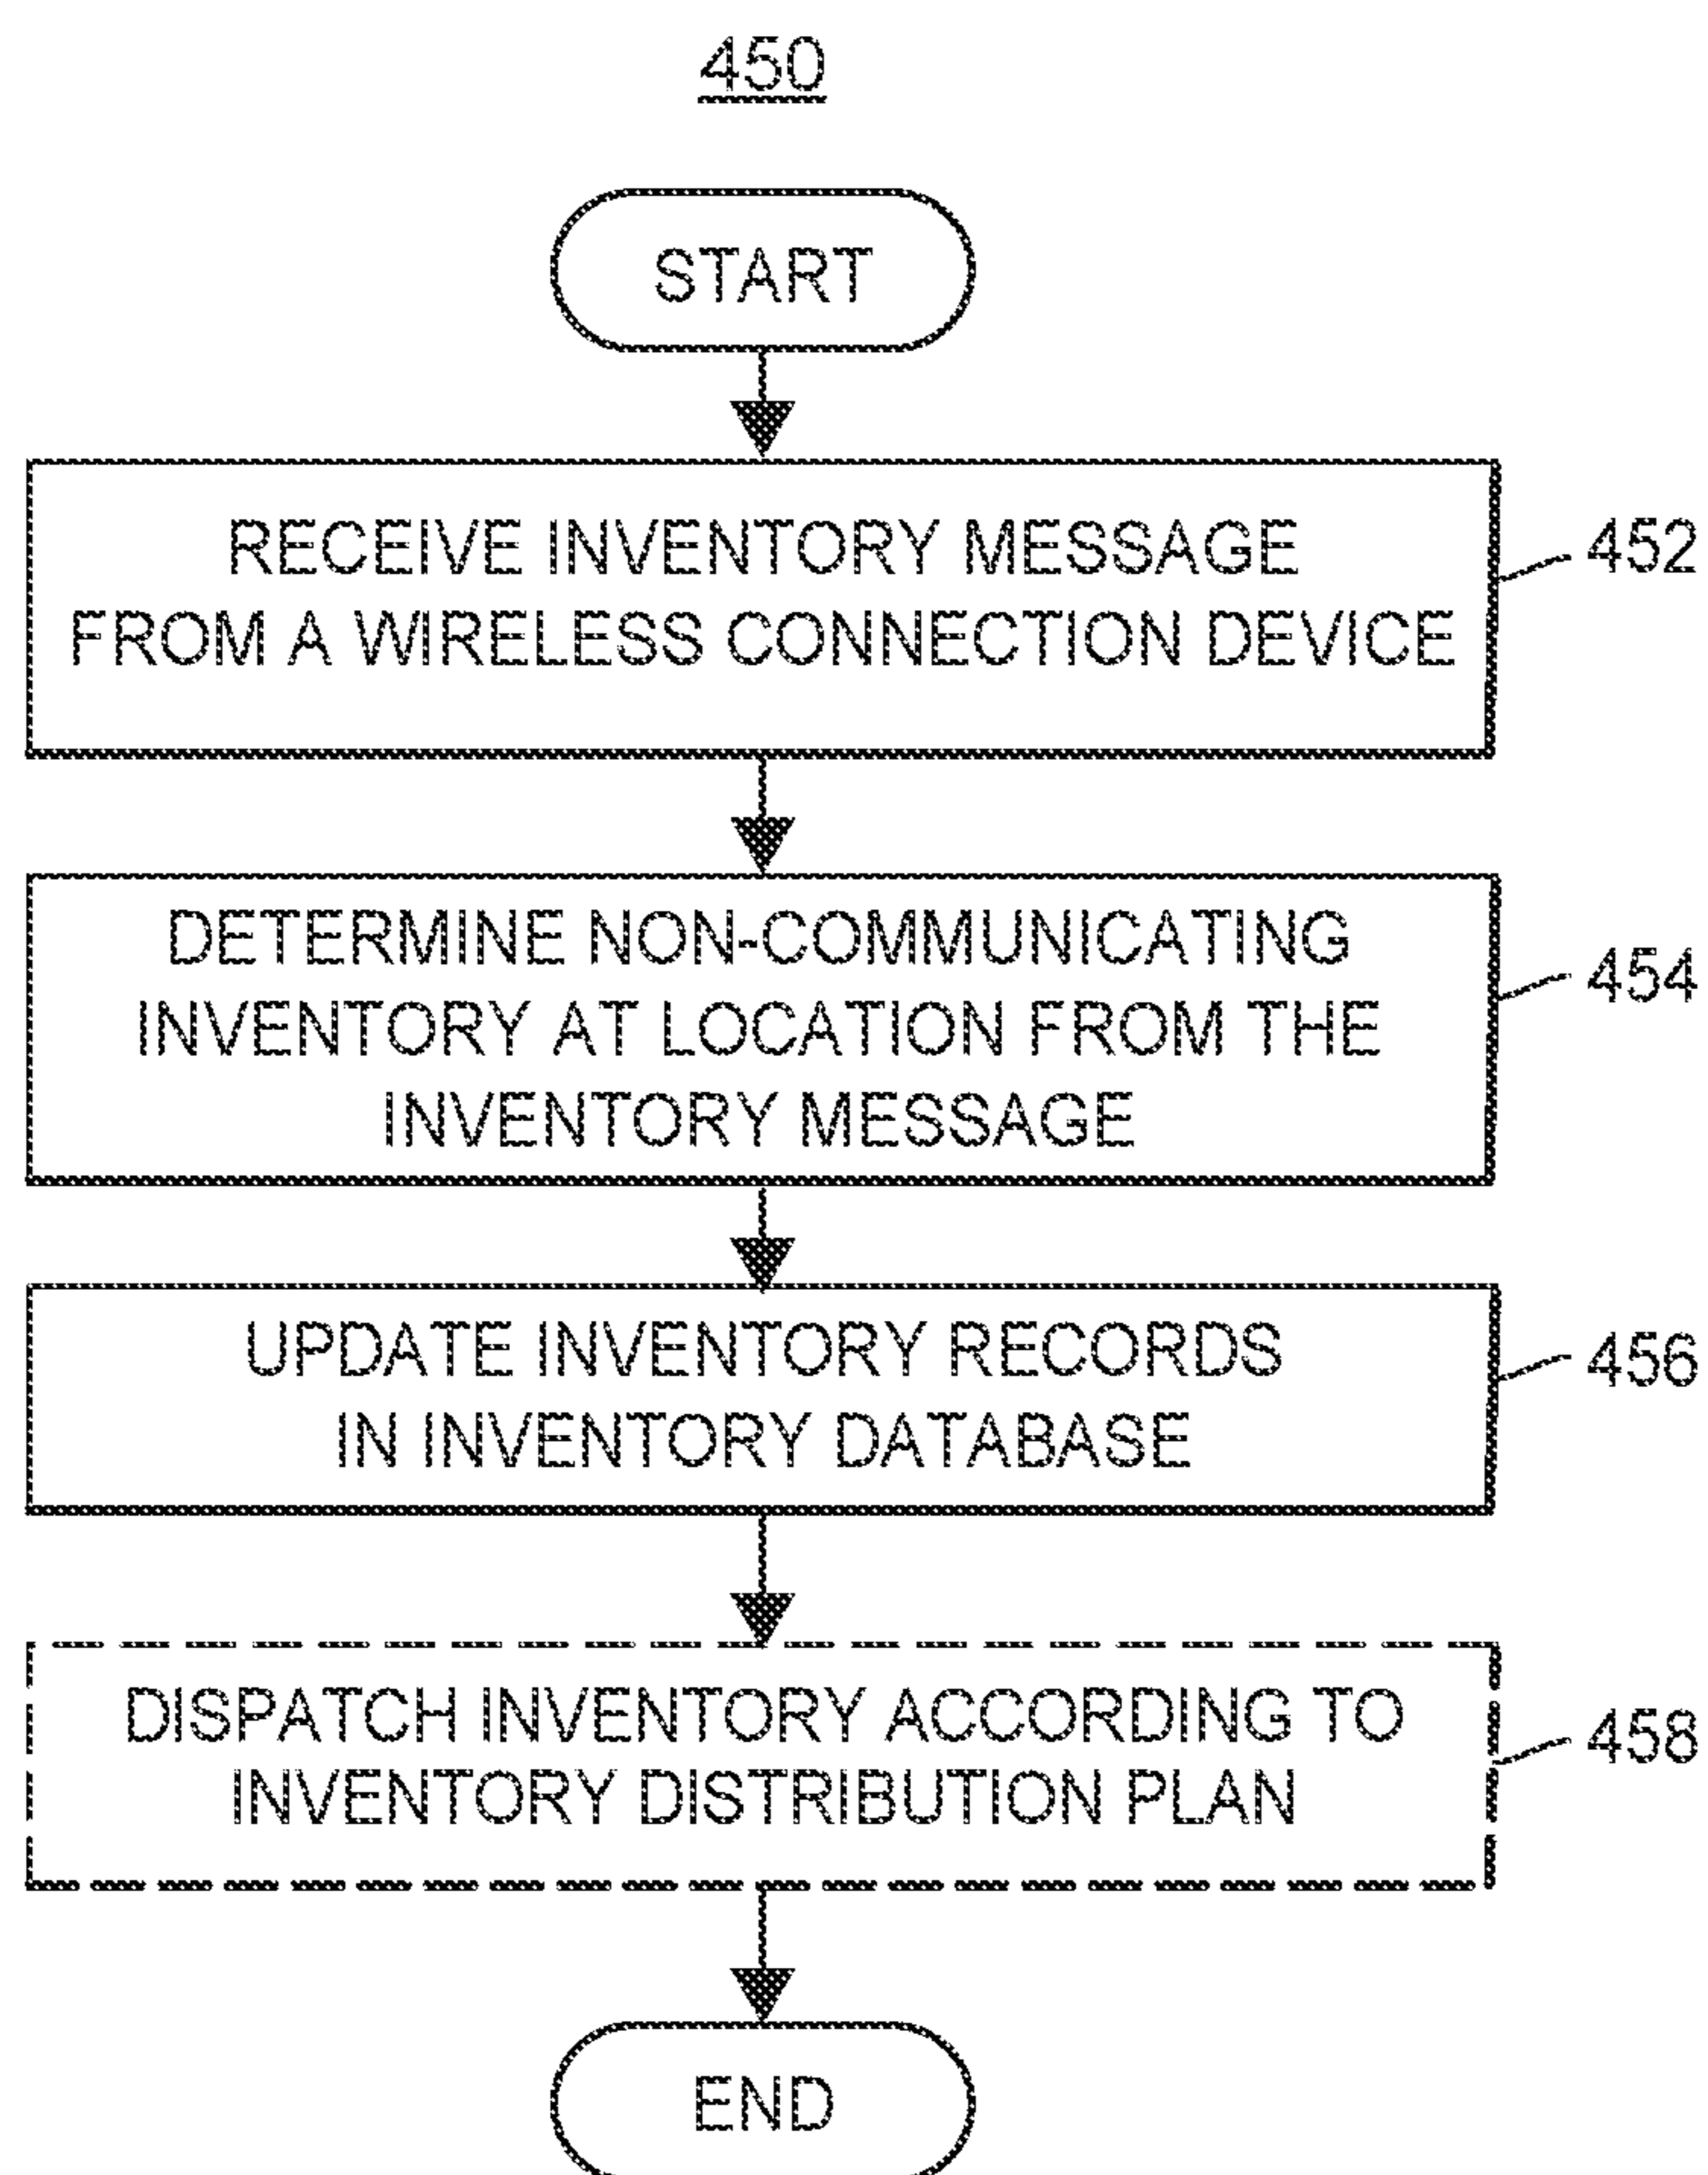 450
START
RECEIVE INVENTORY MESSAGE
FROM A WIRELESS CONNECTION DEVICE
452
DETERMINE NON-COMMUNICATING
INVENTORY AT LOCATION FROM THE
INVENTORY MESSAGE
454
UPDATE INVENTORY RECORDS
IN INVENTORY DATABASE
456
DISPATCH INVENTORY ACCORDING TO
INVENTORY DISTRIBUTION PLAN
458
END